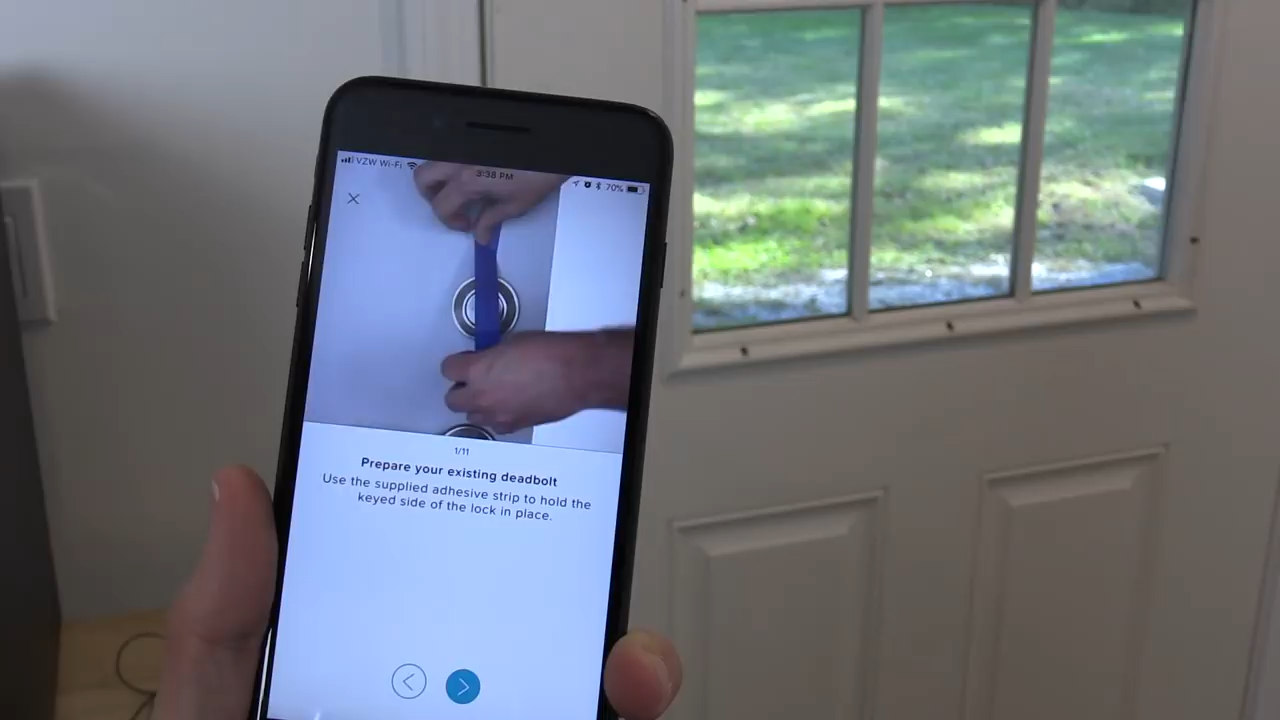 VZW Wi-Fi
3:38 PM
70%
1/11
Prepare your existing deadbolt
Use the supplied adhesive strip to hold the
keyed side of the lock in place.